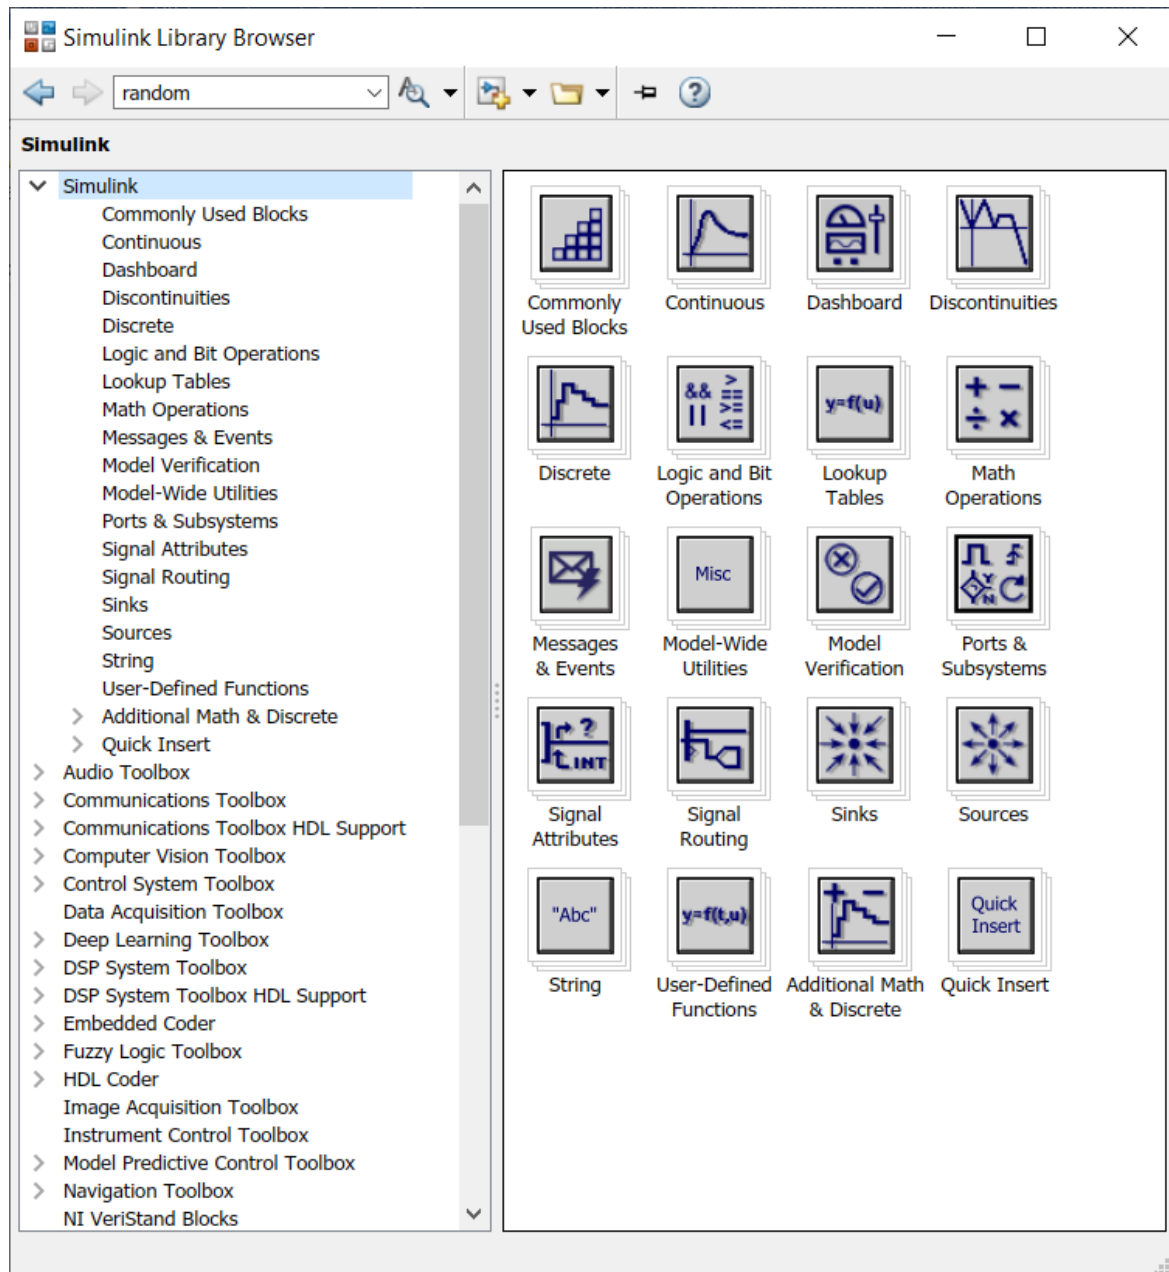 Simulink Library Browser
random
Simulink
Simulink
Commonly Used Blocks
Continuous
Dashboard
Discontinuities
Discrete
Logic and Bit Operations
Lookup Tables
Math Operations
Messages & Events
Model Verification
Model-Wide Utilities
Ports & Subsystems
Signal Attributes
Signal Routing
Sinks
Sources
String
User-Defined Functions
Additional Math & Discrete
Quick Insert
Audio Toolbox
Communications Toolbox
Communications Toolbox HDL Support
Computer Vision Toolbox
Control System Toolbox
Data Acquisition Toolbox
Deep Learning Toolbox
DSP System Toolbox
DSP System Toolbox HDL Support
Embedded Coder
Fuzzy Logic Toolbox
HDL Coder
Image Acquisition Toolbox
Instrument Control Toolbox
Model Predictive Control Toolbox
Navigation Toolbox
NI VeriStand Blocks
Commonly
Used Blocks
Continuous
Dashboard
Discontinuities
Discrete
&& >
== 
|| >=
<=
Logic and Bit
Operations
y=f(u)
Lookup
Tables
+ −
÷ ×
Math
Operations
Messages
& Events
Misc
Model-Wide
Utilities
Model
Verification
Y
N
Ports &
Subsystems
?
INT
Signal
Attributes
Signal
Routing
Sinks
Sources
"Abc"
String
y=f(t,u)
User-Defined
Functions
+ −
Additional Math
& Discrete
Quick
Insert
Quick Insert